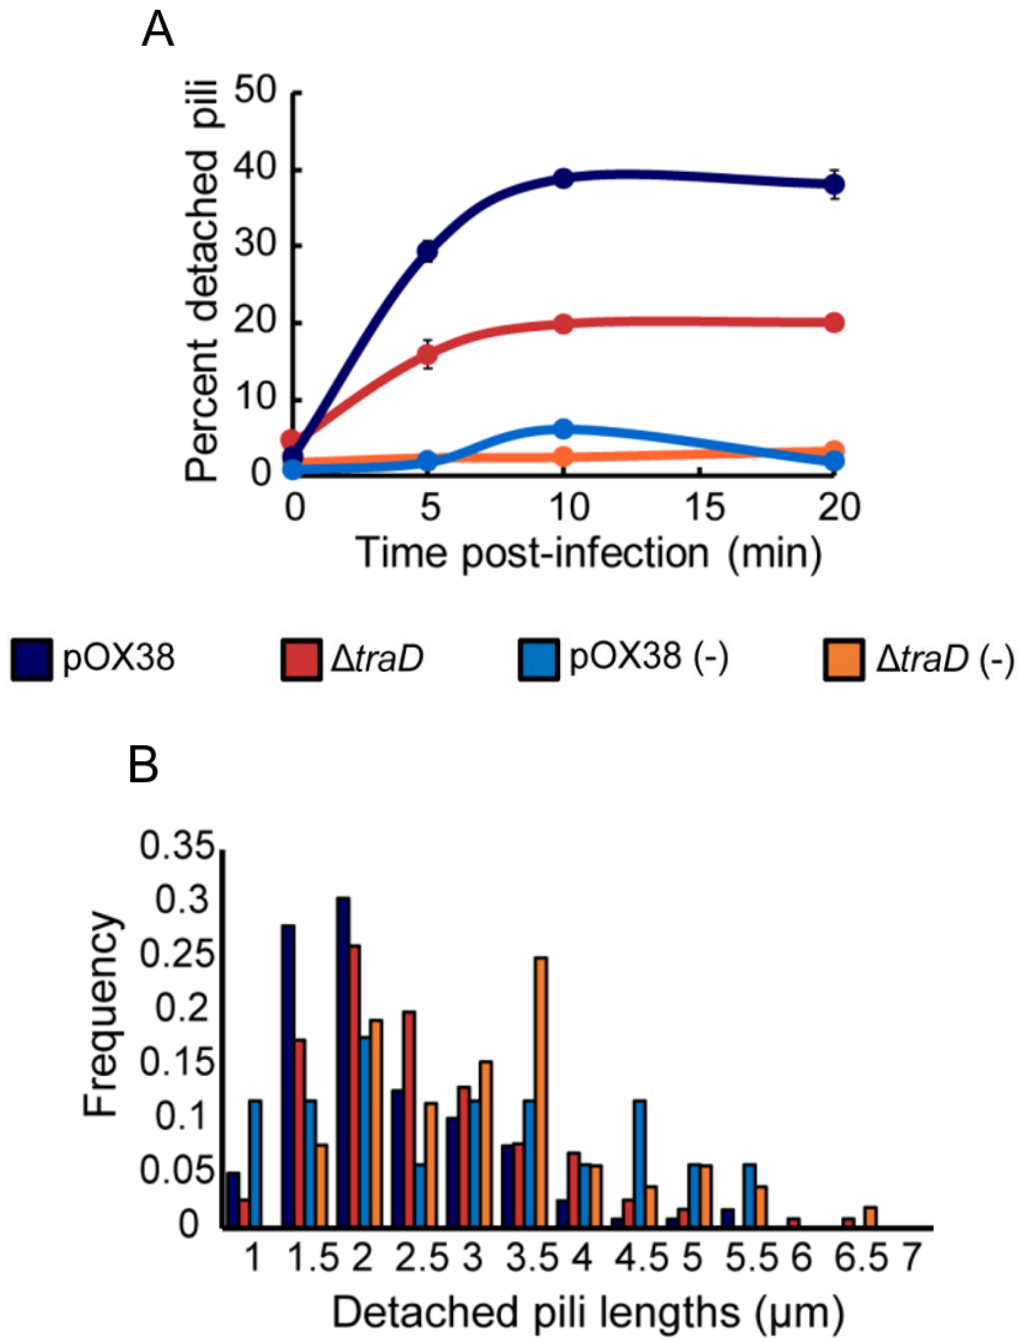 A
Percent detached pili
50
40
30
20
10
0
0 5 10 15 20
Time post-infection (min)
pOX38 ΔtraD pOX38 (-) ΔtraD (-)
B
Frequency
0.35
0.3
0.25
0.2
0.15
0.1
0.05
0
1 1.5 2 2.5 3 3.5 4 4.5 5 5.5 6 6.5 7
Detached pili lengths (μm)